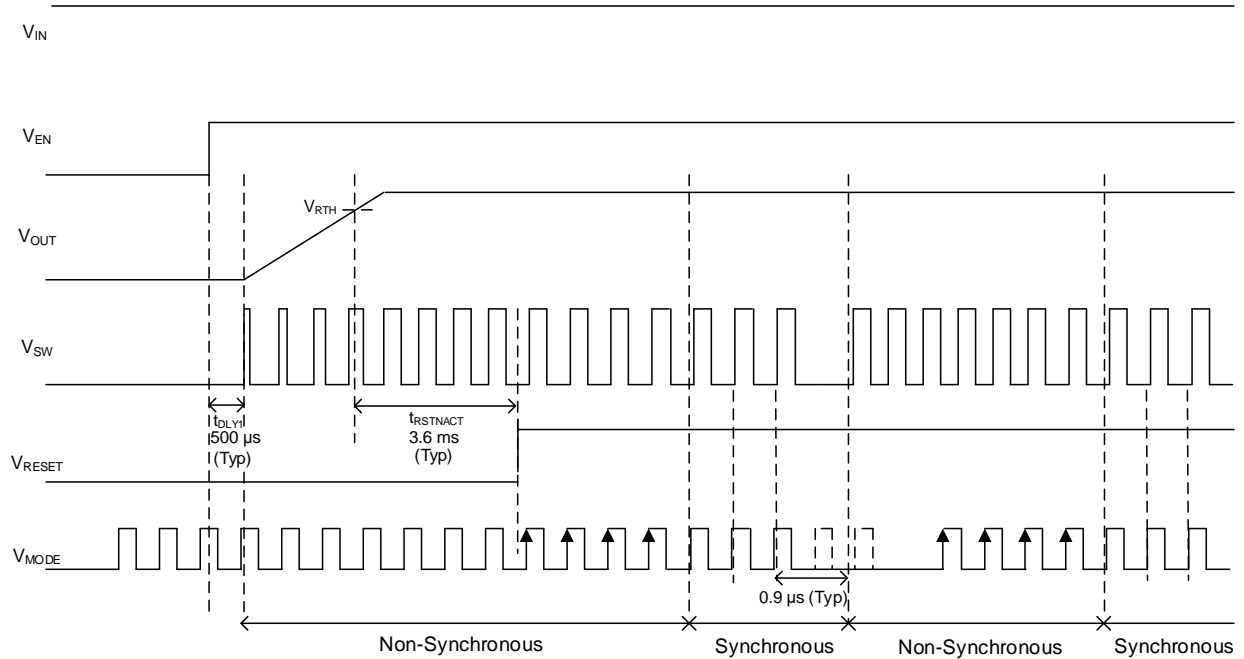 VIN
VEN
VRTH
VOUT
VSW
tDLY1
500 µs
(Typ)
tRSTNACT
3.6 ms
(Typ)
VRESET
VMODE
0.9 µs (Typ)
Non-Synchronous
Synchronous
Non-Synchronous
Synchronous